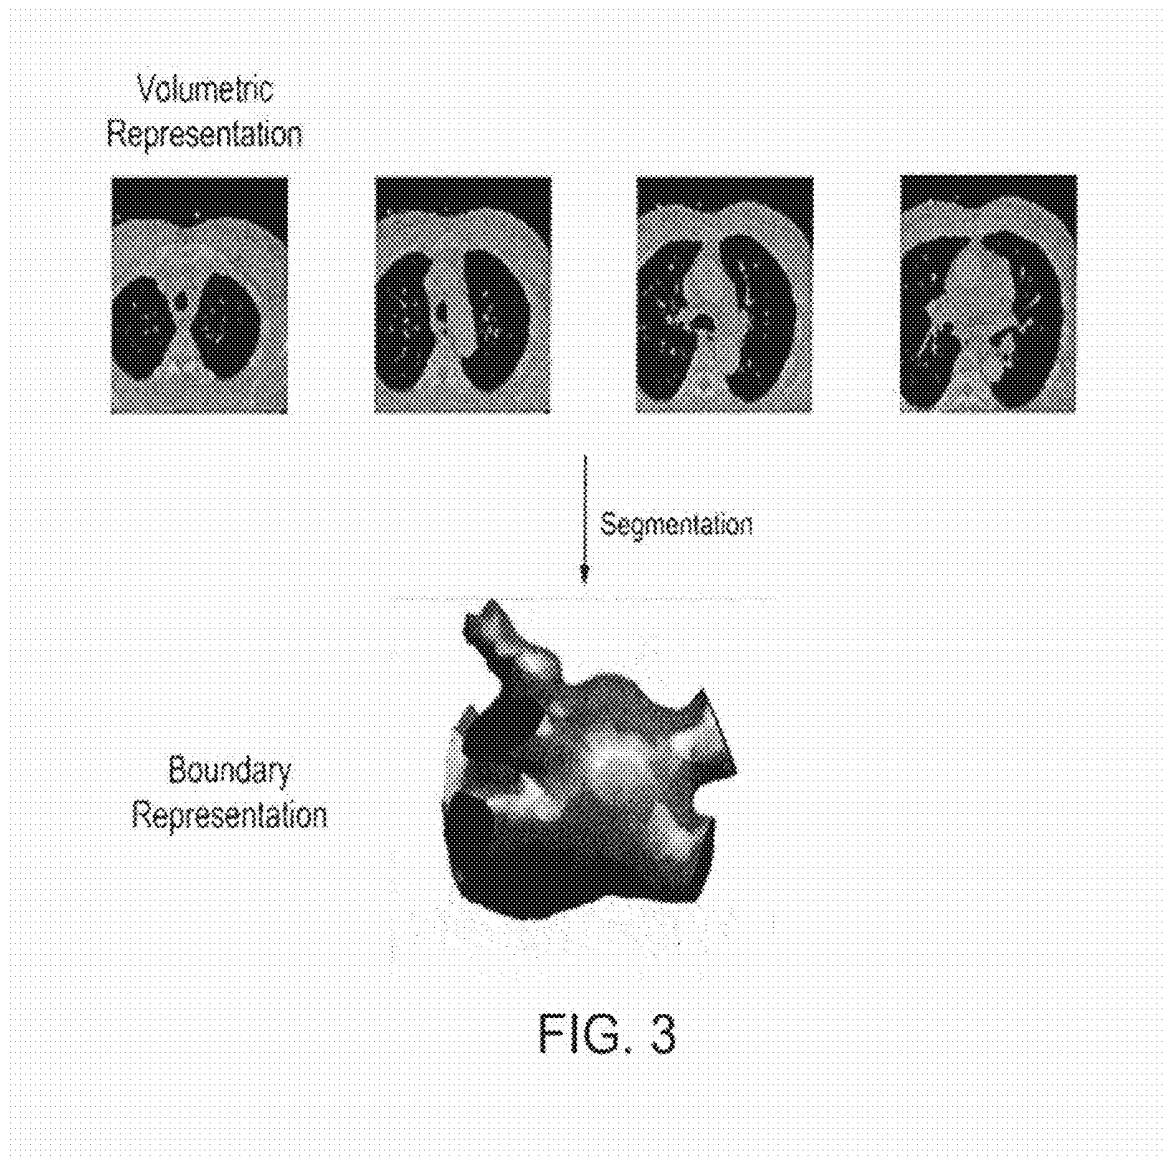 Volumetric
Representation
Segmentation
Boundary
Representation
FIG. 3